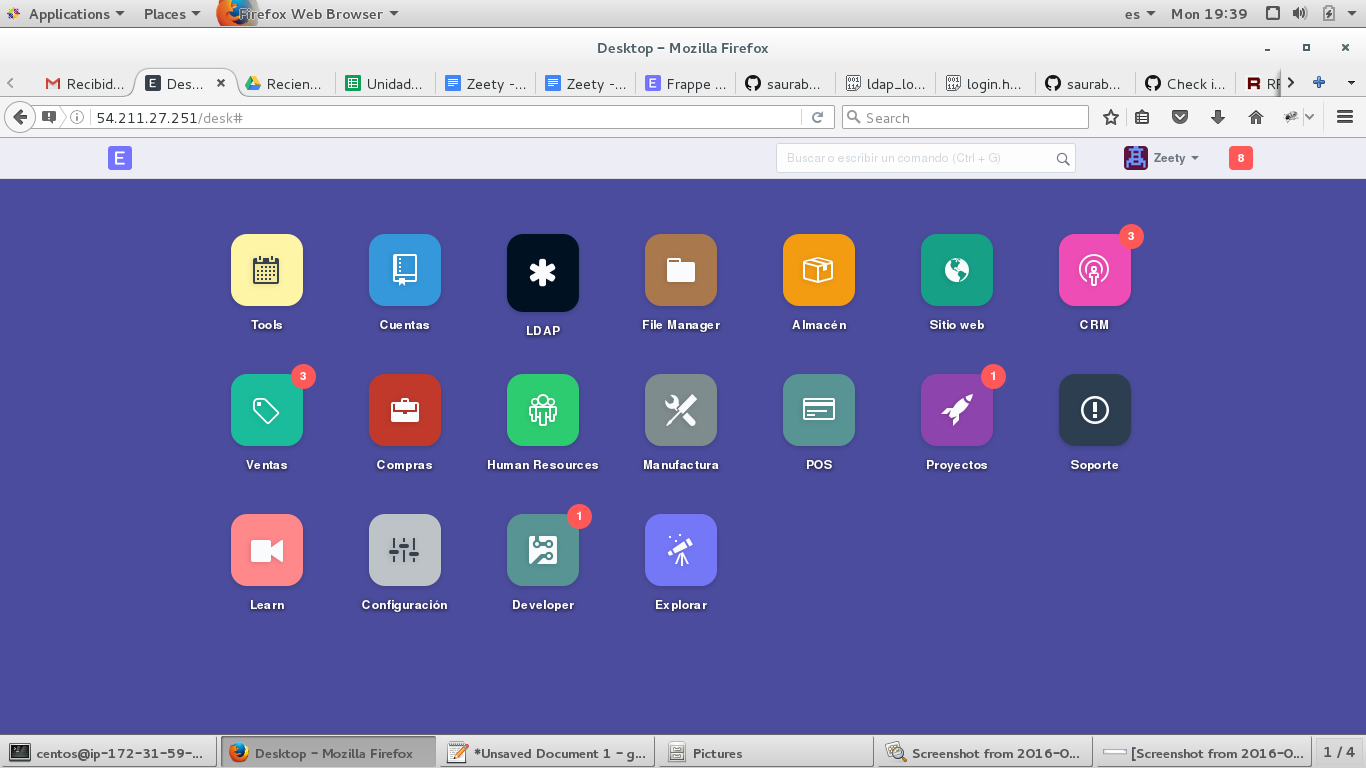 Applications Places Firefox Web Browser es Mon 19:39
Desktop - Mozilla Firefox
Recibid... Des... Recien... Unidad... Zeety -... Zeety -... Frappe ... saurab... ldap_lo... login.h... saurab... Check i...
54.211.27.251/desk# Search
E Buscar o escribir un comando (Ctrl + G) Zeety 8
3
Tools Cuentas LDAP File Manager Almacén Sitio web CRM
3 1
Ventas Compras Human Resources Manufactura POS Proyectos Soporte
1
Learn Configuración Developer Explorar
centos@ip-172-31-59-... Desktop - Mozilla Firefox *Unsaved Document 1 - g... Pictures Screenshot from 2016-0... [Screenshot from 2016-0... 1 / 4